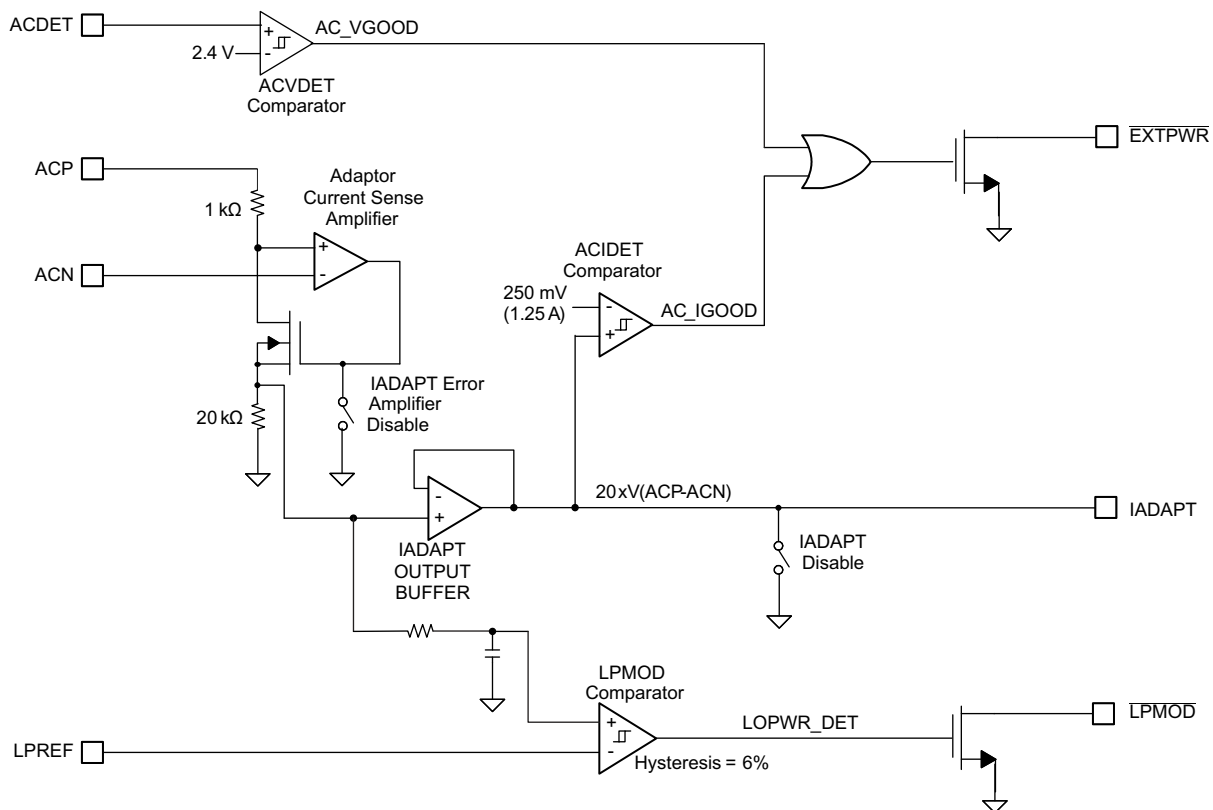 ACDET
AC_VGOOD
2.4 V
+
-
ACVDET
Comparator
EXTPWR
ACP
Adaptor
Current Sense
Amplifier
1 kΩ
+
-
ACN
ACIDET
Comparator
250 mV
(1.25 A)
-
+
AC_IGOOD
IADAPT Error
Amplifier
Disable
20 kΩ
20 x V(ACP-ACN)
IADAPT
-
+
IADAPT
OUTPUT
BUFFER
IADAPT
Disable
LPMOD
Comparator
LPMOD
+
-
LOPWR_DET
LPREF
Hysteresis = 6%